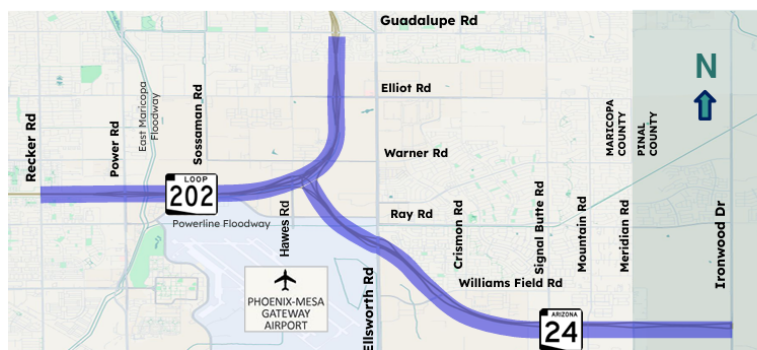 Guadalupe Rd
Elliot Rd
Warner Rd
Ray Rd
Williams Field Rd
Recker Rd
Power Rd
East Maricopa
Floodway
Sossaman Rd
LOOP
202
Powerline Floodway
Hawes Rd
PHOENIX-MESA
GATEWAY
AIRPORT
Ellsworth Rd
Crismon Rd
Signal Butte Rd
Mountain Rd
Meridian Rd
Ironwood Dr
MARICOPA
COUNTY
PINAL
COUNTY
N
ARIZONA
24